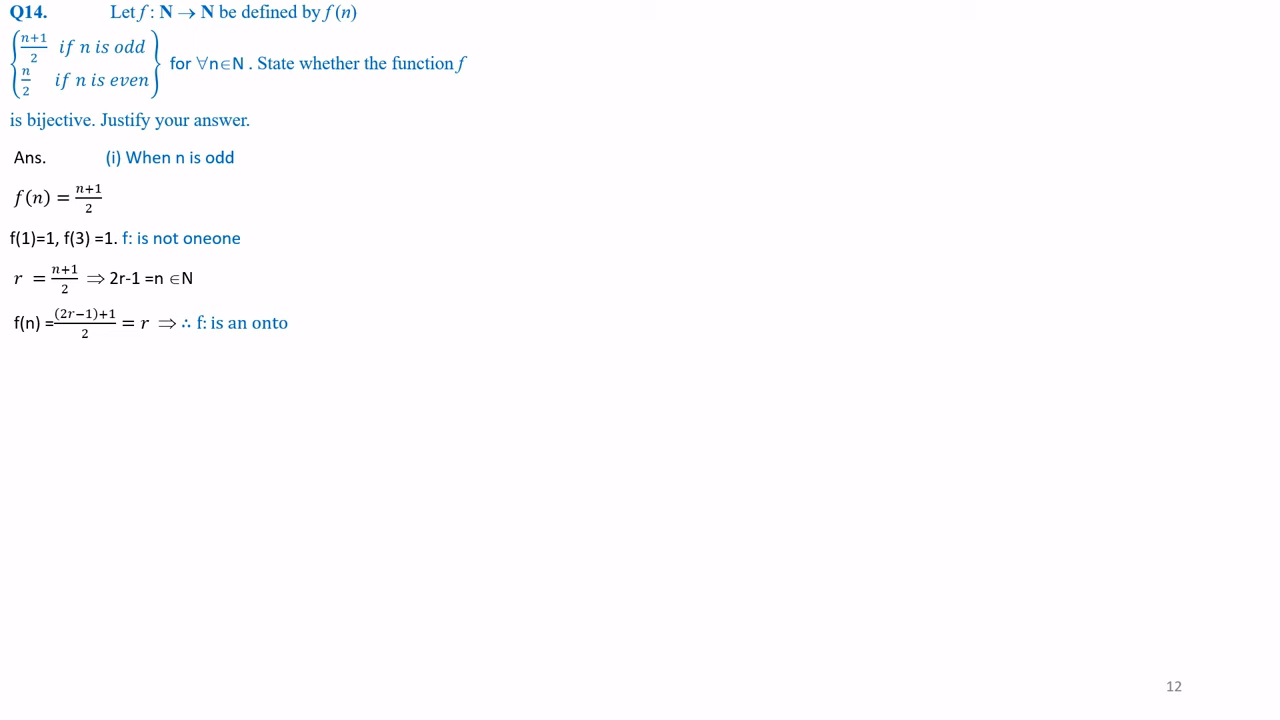 Q14. Let f : N → N be defined by f (n)
{ n+1/2 if n is odd
n/2 if n is even } for ∀n∈N . State whether the function f
is bijective. Justify your answer.
Ans. (i) When n is odd
f(n) = n+1/2
f(1)=1, f(3) =1. f: is not oneone
r = n+1/2 ⇒ 2r-1 =n ∈N
f(n) =(2r−1)+1/2 = r ⇒ ∴ f: is an onto
12